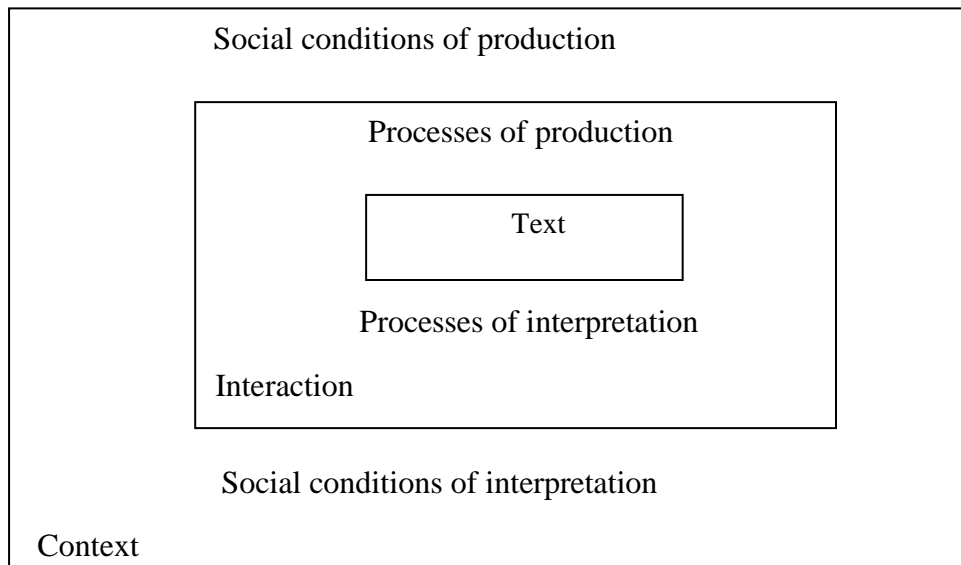 Social conditions of production
Processes of production
Text
Processes of interpretation
Interaction
Social conditions of interpretation
Context